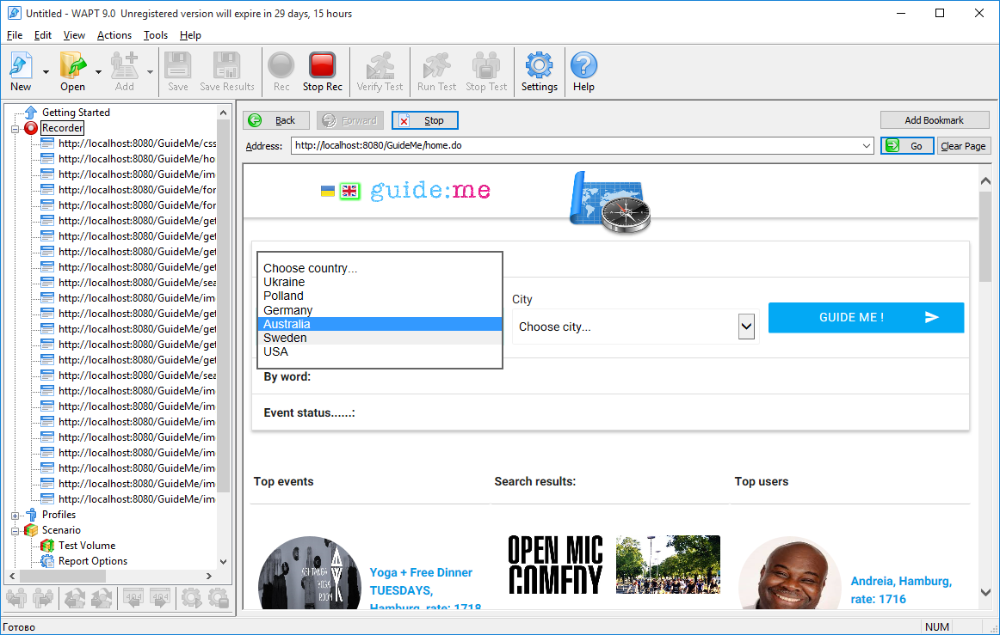 Untitled - WAPT 9.0  Unregistered version will expire in 29 days, 15 hours
File Edit View Actions Tools Help
New Open Add Save Save Results Rec Stop Rec Verify Test Run Test Stop Test Settings Help
Getting Started
Recorder
http://localhost:8080/GuideMe/css
http://localhost:8080/GuideMe/ho
http://localhost:8080/GuideMe/im
http://localhost:8080/GuideMe/for
http://localhost:8080/GuideMe/for
http://localhost:8080/GuideMe/get
http://localhost:8080/GuideMe/get
http://localhost:8080/GuideMe/get
http://localhost:8080/GuideMe/get
http://localhost:8080/GuideMe/sea
http://localhost:8080/GuideMe/im
http://localhost:8080/GuideMe/get
http://localhost:8080/GuideMe/get
http://localhost:8080/GuideMe/get
http://localhost:8080/GuideMe/get
http://localhost:8080/GuideMe/sea
http://localhost:8080/GuideMe/im
http://localhost:8080/GuideMe/im
http://localhost:8080/GuideMe/im
http://localhost:8080/GuideMe/im
http://localhost:8080/GuideMe/im
http://localhost:8080/GuideMe/im
http://localhost:8080/GuideMe/im
http://localhost:8080/GuideMe/im
Profiles
Scenario
Test Volume
Report Options
Back Forward Stop Add Bookmark
Address: http://localhost:8080/GuideMe/home.do Go Clear Page
guide:me
Choose country...
Ukraine
Polland
Germany
Australia
Sweden
USA
City
Choose city...
GUIDE ME !
By word:
Event status......:
Top events Search results: Top users
ASHTANGA
YOGA
ROOM
Yoga + Free Dinner
TUESDAYS,
Hamburg, rate: 1718
OPEN MIC
COMEDY
Andreia, Hamburg,
rate: 1716
404 404
Готово NUM